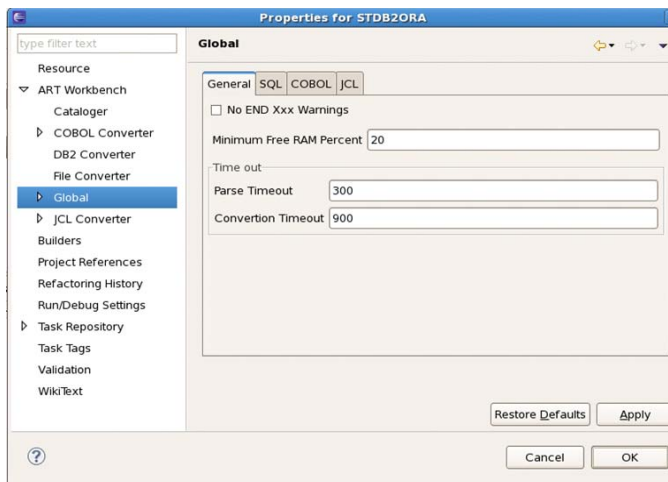 Properties for STDB2ORA
type filter text
Global
Resource
ART Workbench
Cataloger
COBOL Converter
DB2 Converter
File Converter
Global
JCL Converter
Builders
Project References
Refactoring History
Run/Debug Settings
Task Repository
Task Tags
Validation
WikiText
General SQL COBOL JCL
No END Xxx Warnings
Minimum Free RAM Percent 20
Time out
Parse Timeout 300
Convertion Timeout 900
Restore Defaults Apply
Cancel OK